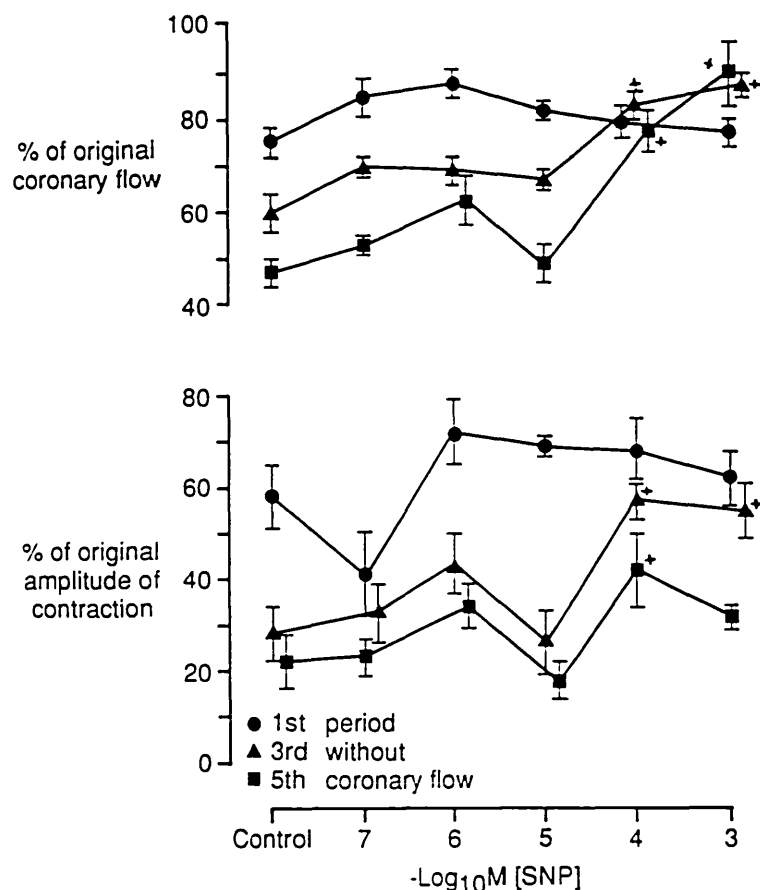 100
80
60
40
% of original
coronary flow
80
60
40
20
0
% of original
amplitude of
contraction
● 1st period
▲ 3rd without
■ 5th coronary flow
Control 7 6 5 4 3
-Log10M [SNP]